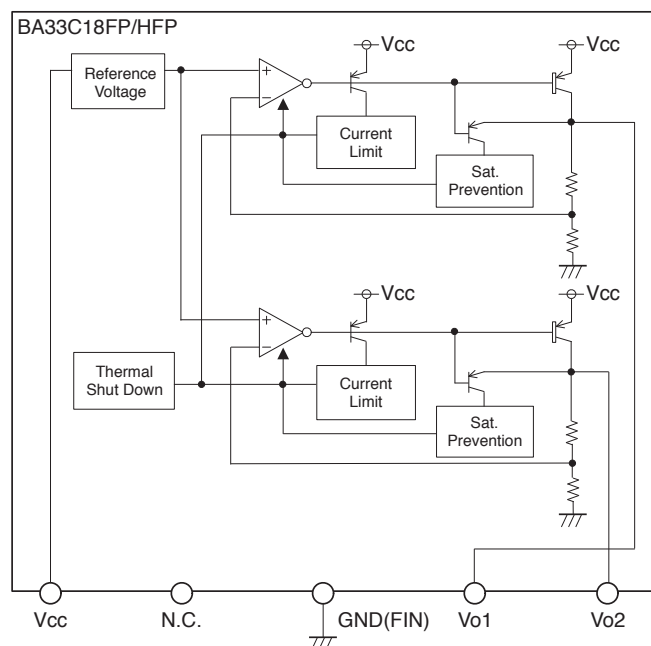 BA33C18FP/HFP
Vcc
Vcc
Reference
Voltage
+
−
Current
Limit
Sat.
Prevention
Vcc
Vcc
+
−
Thermal
Shut Down
Current
Limit
Sat.
Prevention
Vcc
N.C.
GND(FIN)
Vo1
Vo2